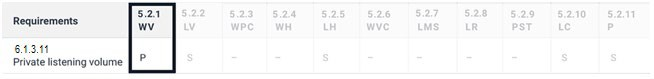 Requirements 5.2.1 WV 5.2.2 LV 5.2.3 WPC 5.2.4 WH 5.2.5 LH 5.2.6 WVC 5.2.7 LMS 5.2.8 LR 5.2.9 PST 5.2.10 LC 5.2.11 P
6.1.3.11
Private listening volume P S – – S – – – – S S